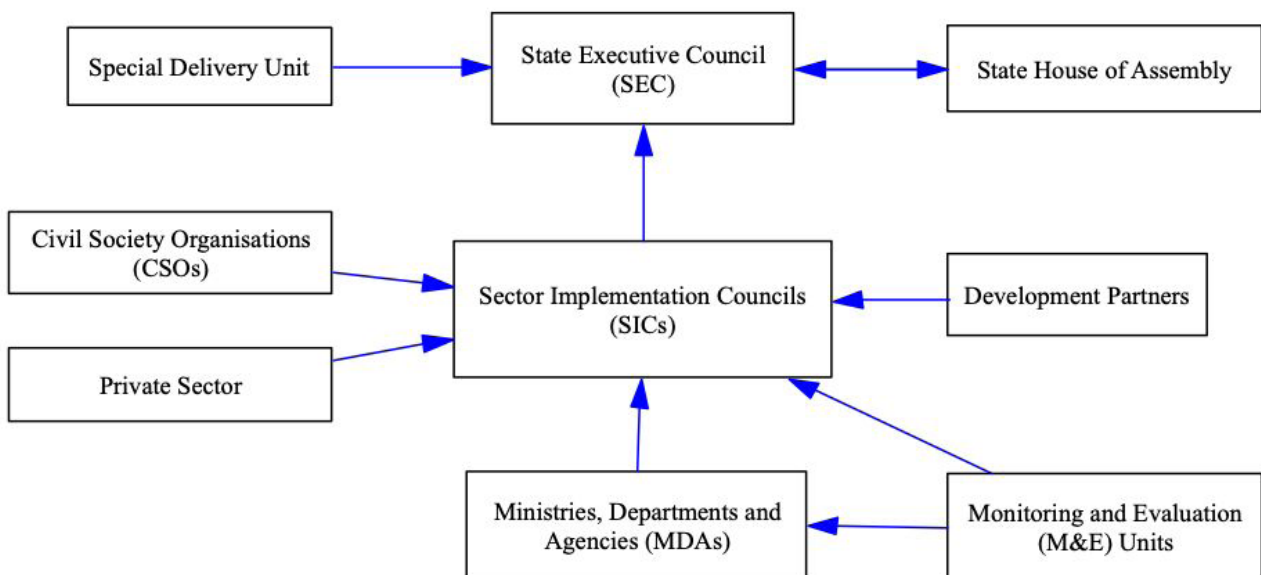 Special Delivery Unit
State Executive Council
(SEC)
State House of Assembly
Civil Society Organisations
(CSOs)
Sector Implementation Councils
(SICs)
Development Partners
Private Sector
Ministries, Departments and
Agencies (MDAs)
Monitoring and Evaluation
(M&E) Units